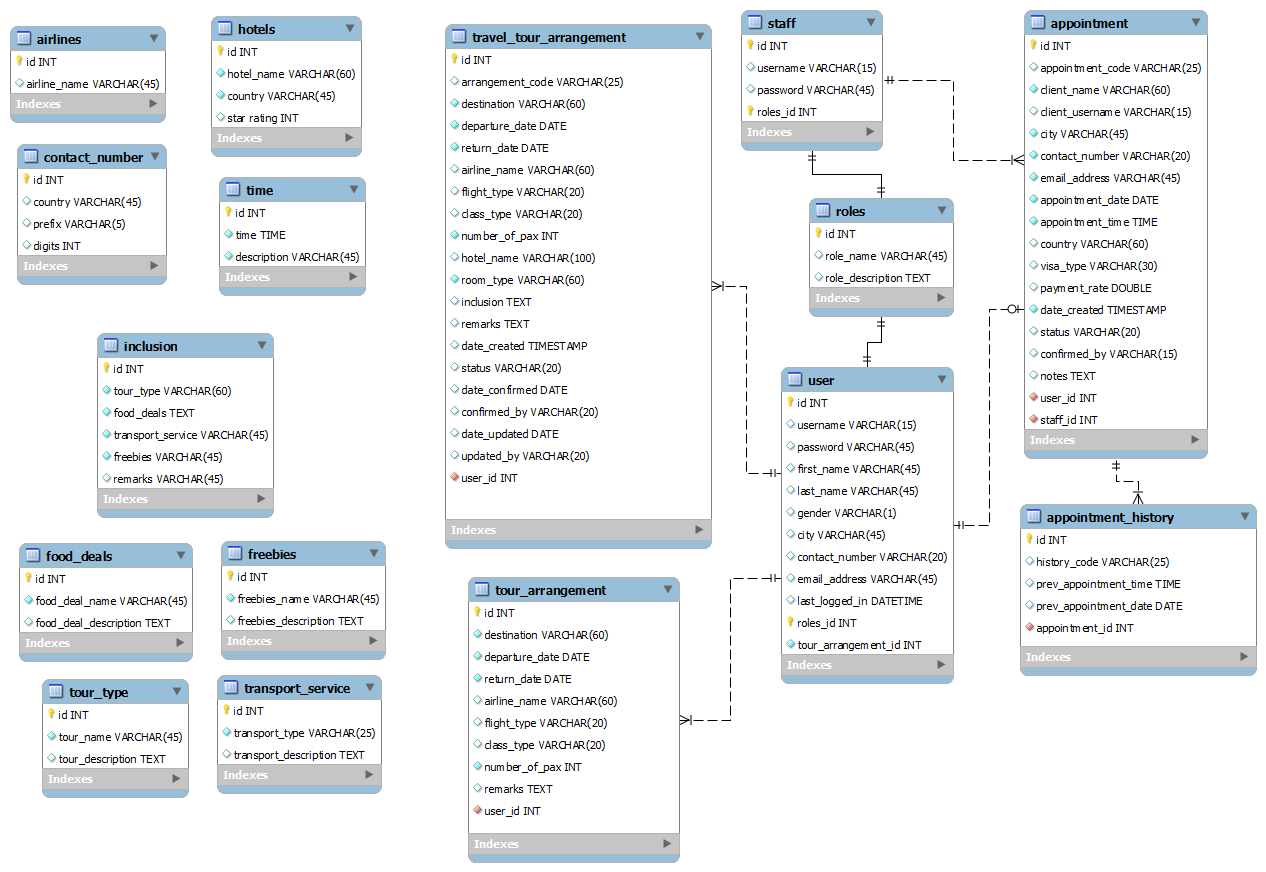 airlines
id INT
airline_name VARCHAR(45)
Indexes
hotels
id INT
hotel_name VARCHAR(60)
country VARCHAR(45)
star rating INT
Indexes
contact_number
id INT
country VARCHAR(45)
prefix VARCHAR(5)
digits INT
Indexes
time
id INT
time TIME
description VARCHAR(45)
Indexes
inclusion
id INT
tour_type VARCHAR(60)
food_deals TEXT
transport_service VARCHAR(45)
freebies VARCHAR(45)
remarks VARCHAR(45)
Indexes
food_deals
id INT
food_deal_name VARCHAR(45)
food_deal_description TEXT
Indexes
freebies
id INT
freebies_name VARCHAR(45)
freebies_description TEXT
Indexes
tour_type
id INT
tour_name VARCHAR(45)
tour_description TEXT
Indexes
transport_service
id INT
transport_type VARCHAR(25)
transport_description TEXT
Indexes
travel_tour_arrangement
id INT
arrangement_code VARCHAR(25)
destination VARCHAR(60)
departure_date DATE
return_date DATE
airline_name VARCHAR(60)
flight_type VARCHAR(20)
class_type VARCHAR(20)
number_of_pax INT
hotel_name VARCHAR(100)
room_type VARCHAR(60)
inclusion TEXT
remarks TEXT
date_created TIMESTAMP
status VARCHAR(20)
date_confirmed DATE
confirmed_by VARCHAR(20)
date_updated DATE
updated_by VARCHAR(20)
user_id INT
Indexes
tour_arrangement
id INT
destination VARCHAR(60)
departure_date DATE
return_date DATE
airline_name VARCHAR(60)
flight_type VARCHAR(20)
class_type VARCHAR(20)
number_of_pax INT
remarks TEXT
user_id INT
Indexes
staff
id INT
username VARCHAR(15)
password VARCHAR(45)
roles_id INT
Indexes
roles
id INT
role_name VARCHAR(45)
role_description TEXT
Indexes
user
id INT
username VARCHAR(15)
password VARCHAR(45)
first_name VARCHAR(45)
last_name VARCHAR(45)
gender VARCHAR(1)
city VARCHAR(45)
contact_number VARCHAR(20)
email_address VARCHAR(45)
last_logged_in DATETIME
roles_id INT
tour_arrangement_id INT
Indexes
appointment
id INT
appointment_code VARCHAR(25)
client_name VARCHAR(60)
client_username VARCHAR(15)
city VARCHAR(45)
contact_number VARCHAR(20)
email_address VARCHAR(45)
appointment_date DATE
appointment_time TIME
country VARCHAR(60)
visa_type VARCHAR(30)
payment_rate DOUBLE
date_created TIMESTAMP
status VARCHAR(20)
confirmed_by VARCHAR(15)
notes TEXT
user_id INT
staff_id INT
Indexes
appointment_history
id INT
history_code VARCHAR(25)
prev_appointment_time TIME
prev_appointment_date DATE
appointment_id INT
Indexes